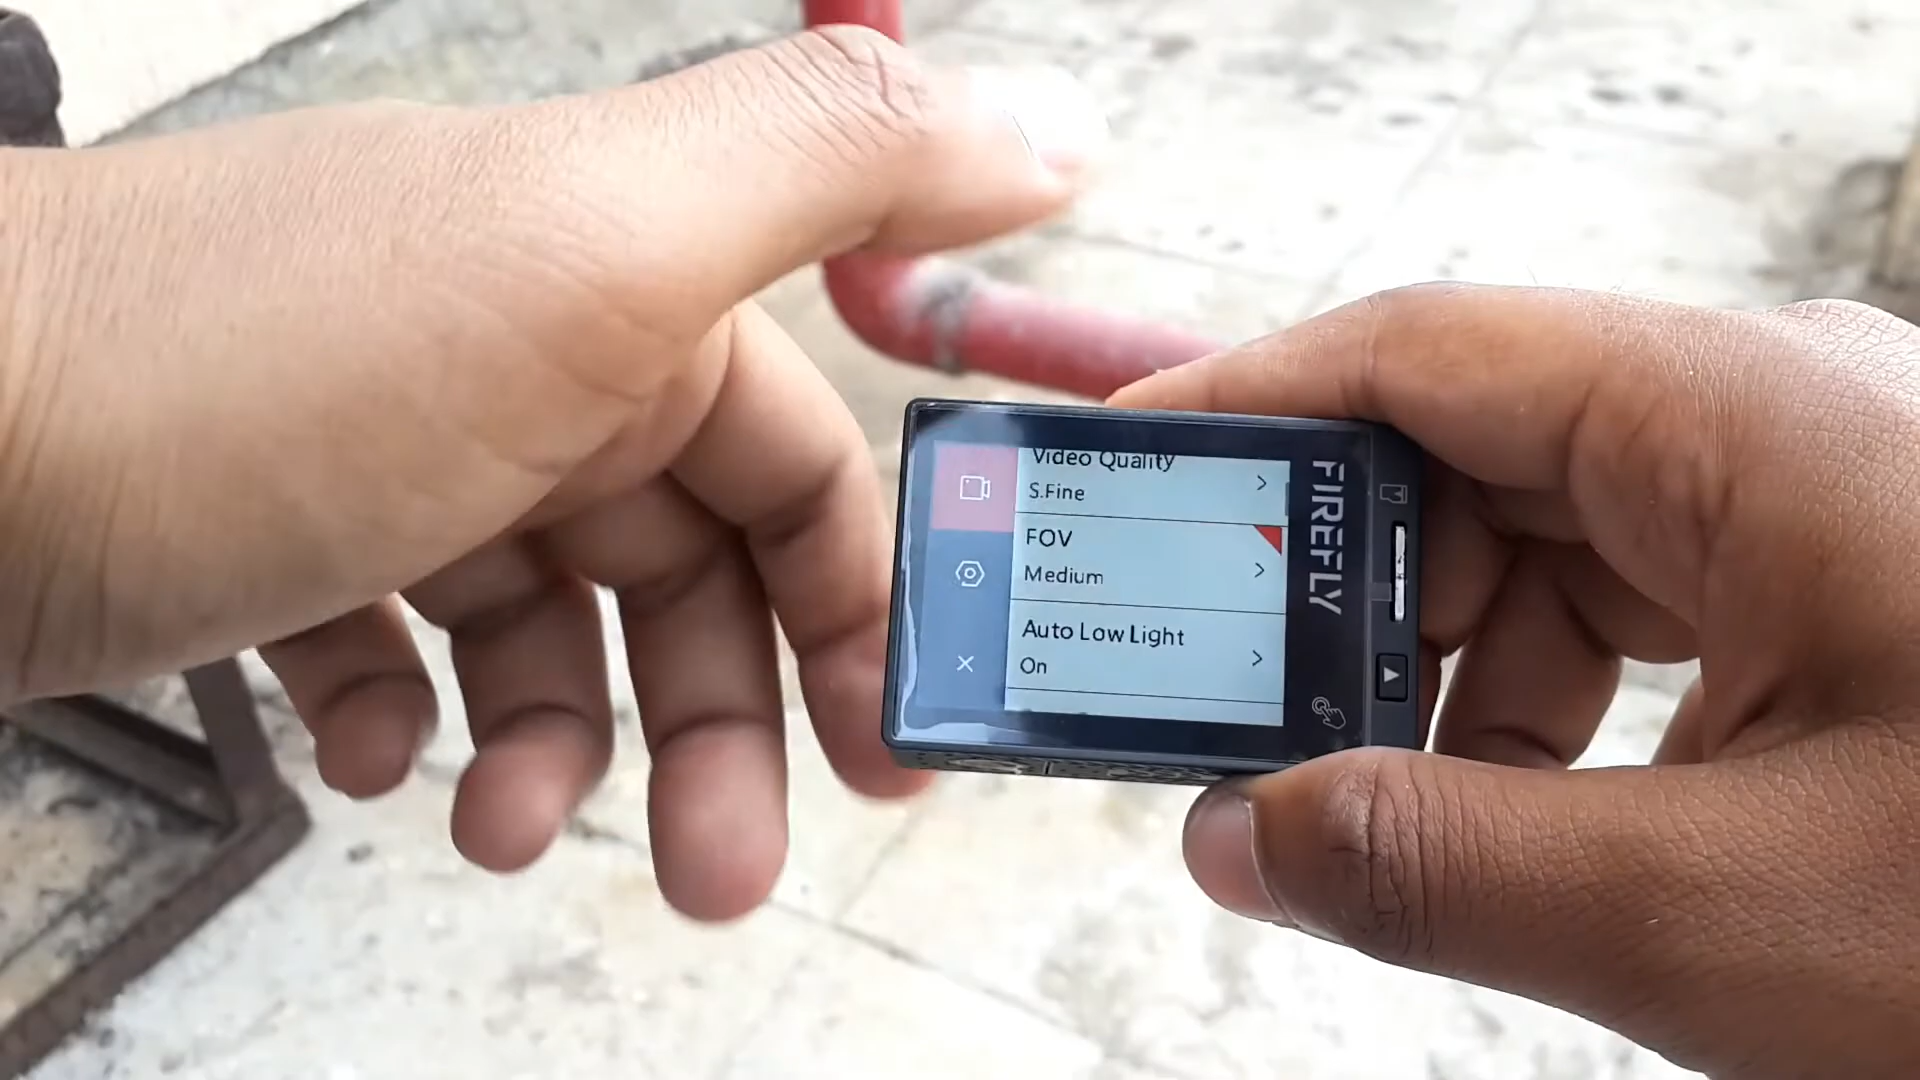 Video Quality
S.Fine
FOV
Medium
Auto Low Light
On
FIREFLY